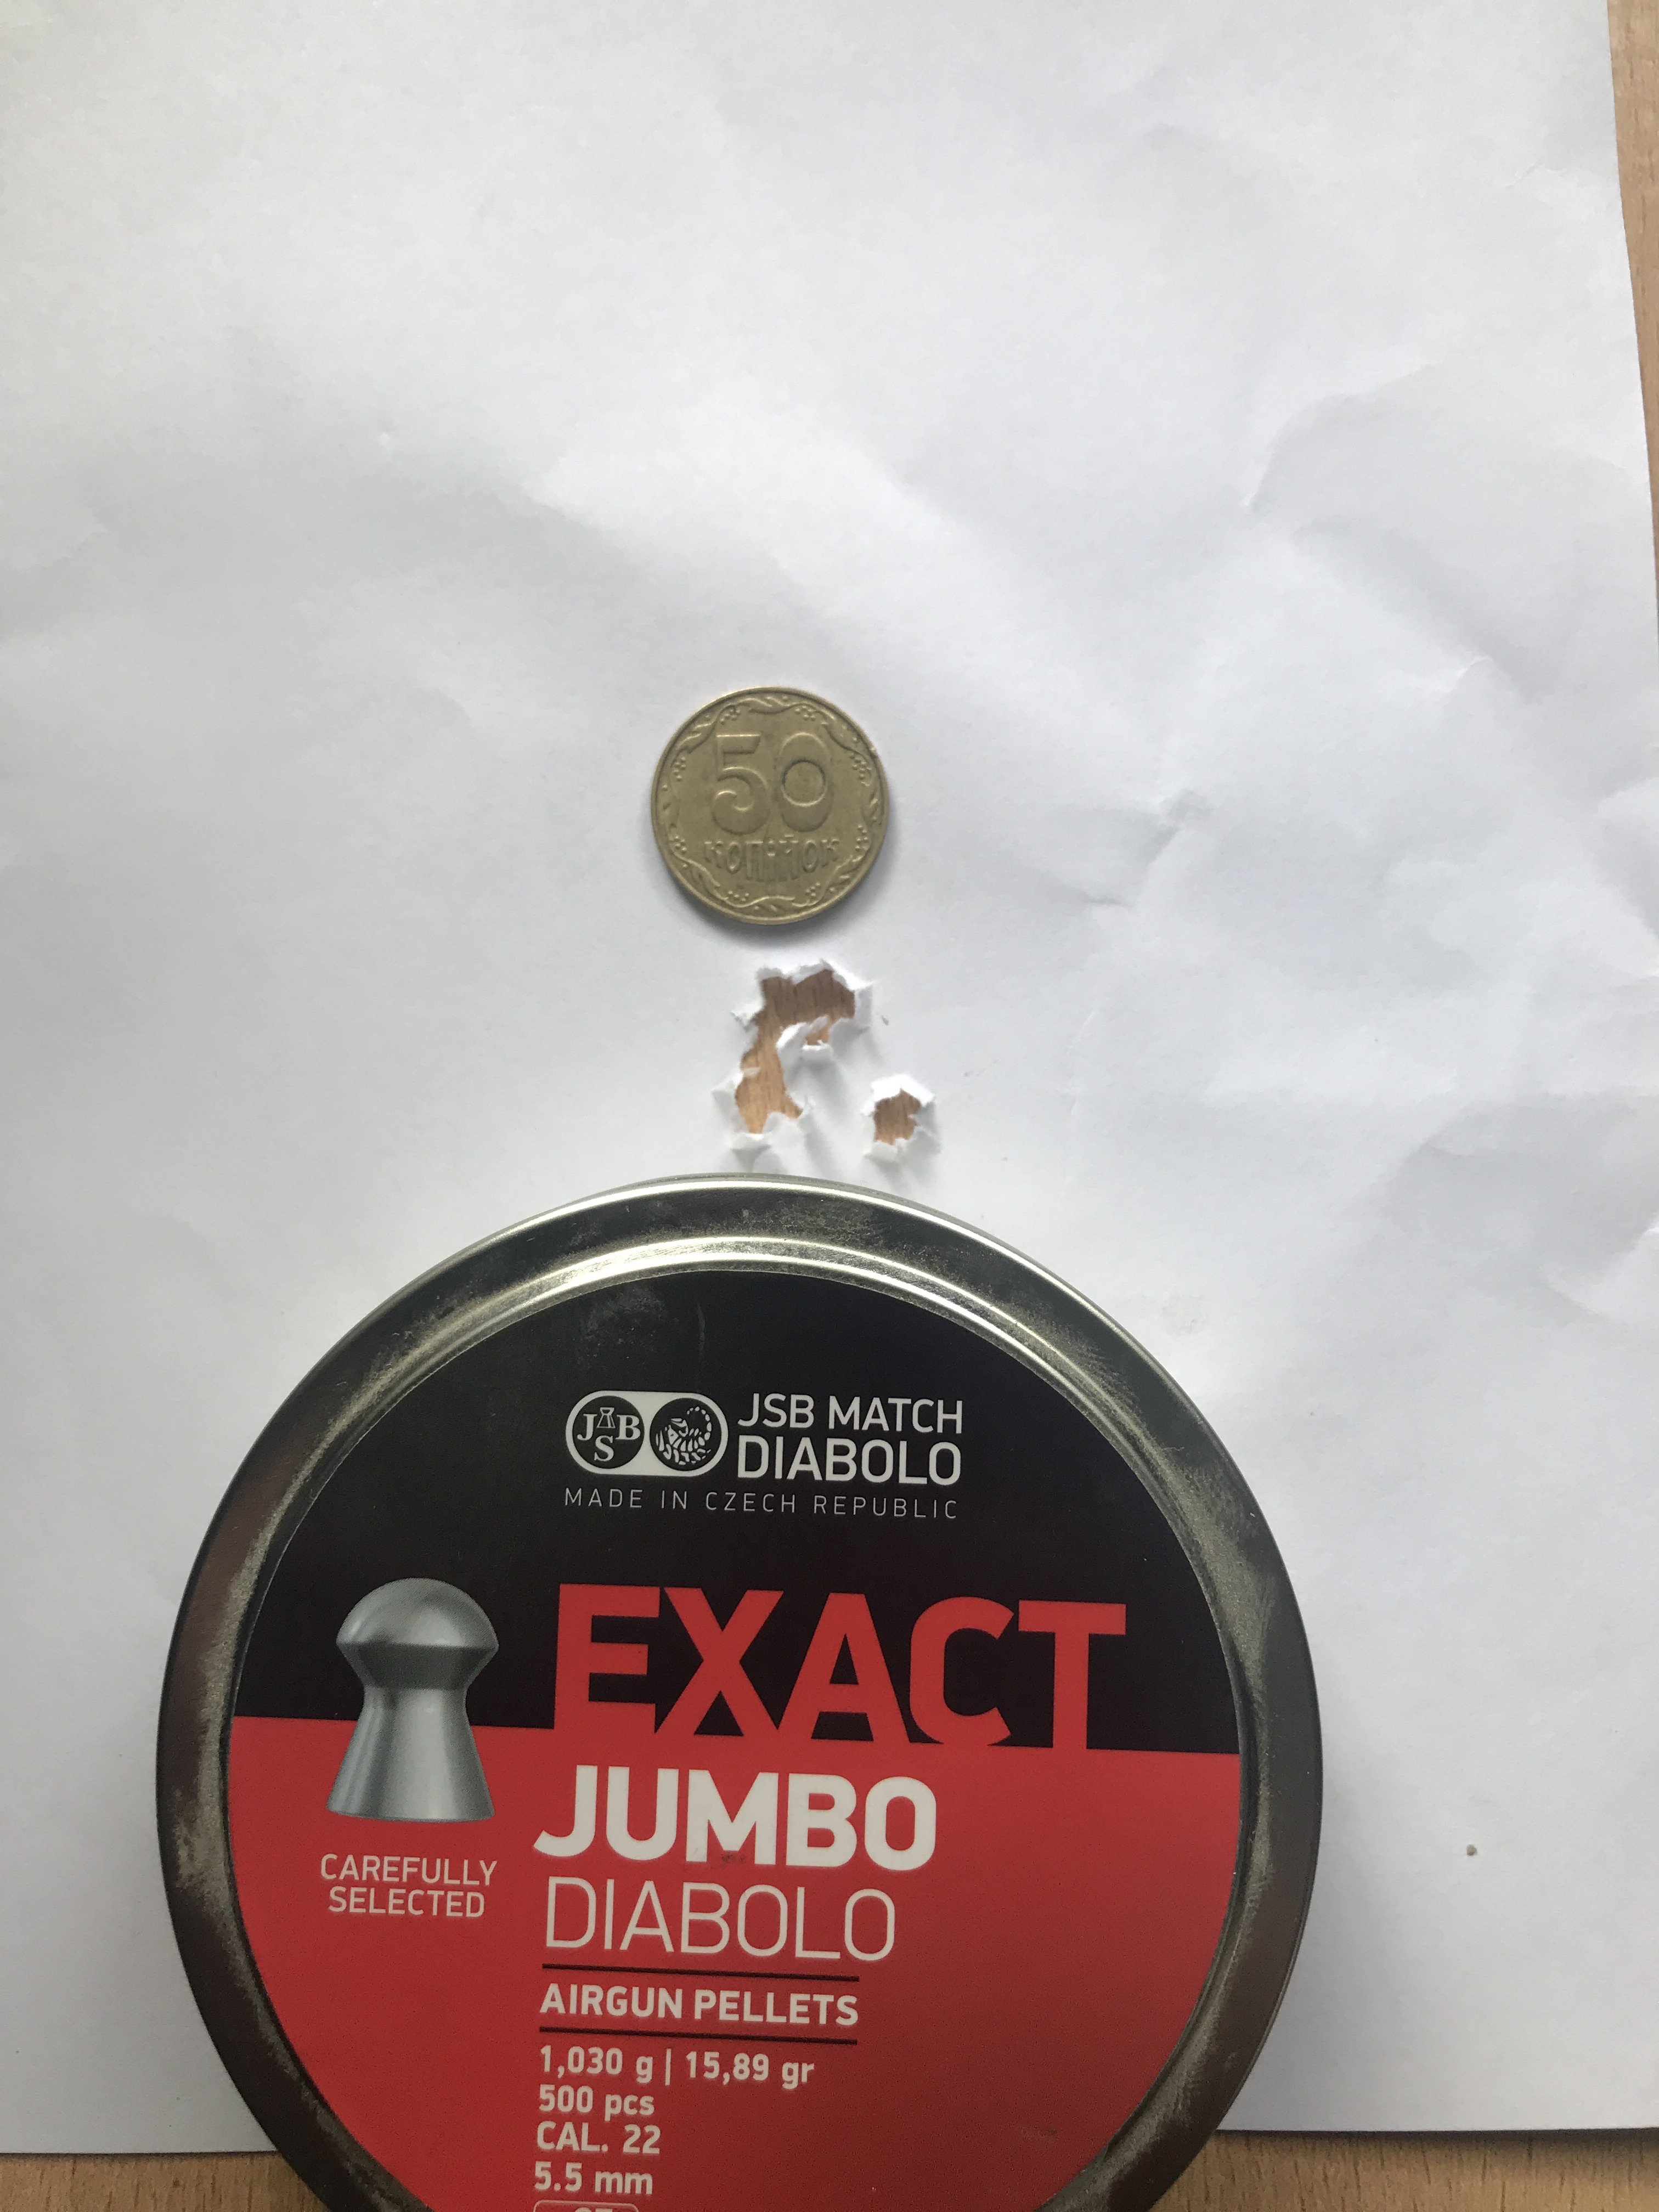 50
КОПІЙОК
JSB
JSB MATCH
DIABOLO
MADE IN CZECH REPUBLIC
EXACT
JUMBO
DIABOLO
CAREFULLY
SELECTED
AIRGUN PELLETS
1,030 g | 15,89 gr
500 pcs
CAL. 22
5.5 mm